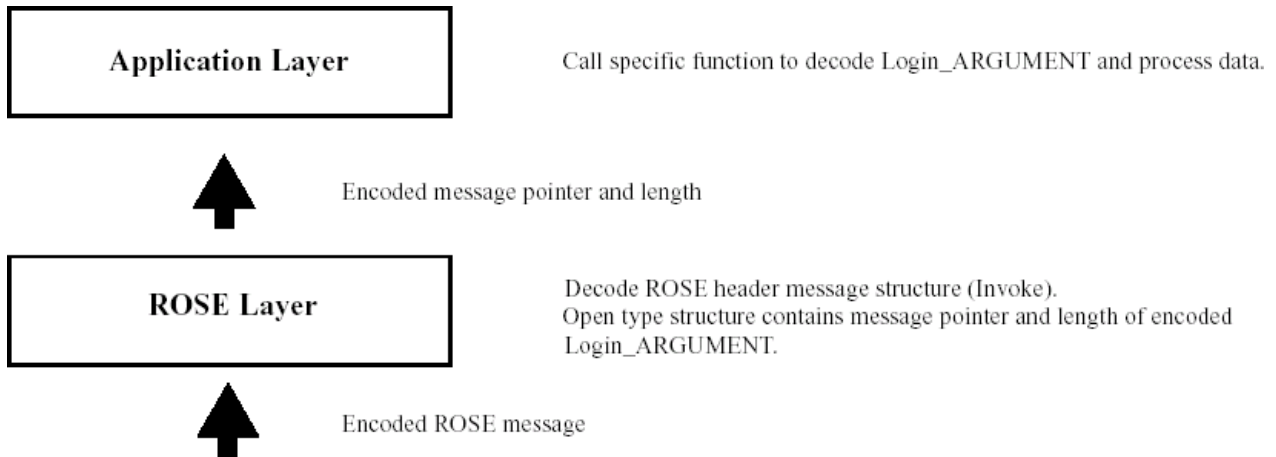 Application Layer
Call specific function to decode Login_ARGUMENT and process data.
Encoded message pointer and length
ROSE Layer
Decode ROSE header message structure (Invoke).
Open type structure contains message pointer and length of encoded
Login_ARGUMENT.
Encoded ROSE message